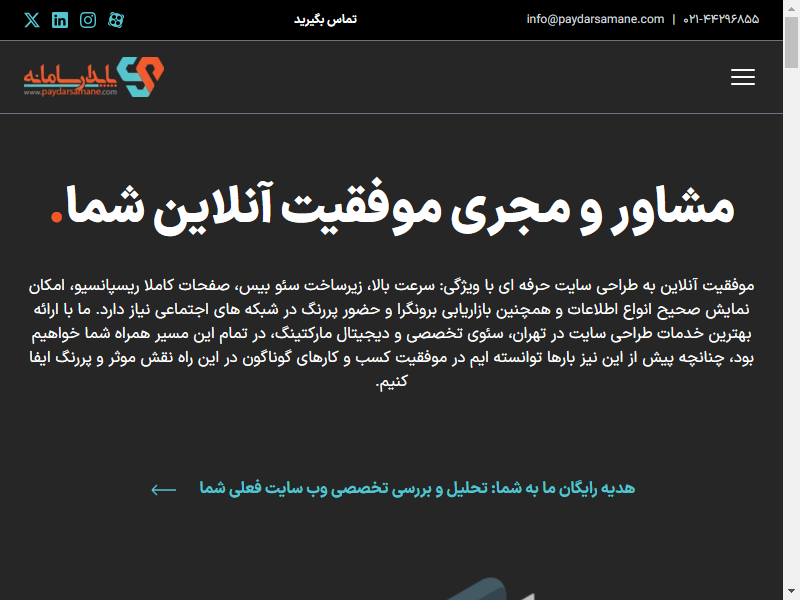 ۰۲۱-۴۴۲۹۶۸۵۵ | info@paydarsamane.com
تماس بگیرید
پایدار سامانه
www.paydarsamane.com
مشاور و مجری موفقیت آنلاین شما.
موفقیت آنلاین به طراحی سایت حرفه ای با ویژگی: سرعت بالا، زیرساخت سئو بیس، صفحات کاملا ریسپانسیو، امکان
نمایش صحیح انواع اطلاعات و همچنین بازاریابی برونگرا و حضور پررنگ در شبکه های اجتماعی نیاز دارد. ما با ارائه
بهترین خدمات طراحی سایت در تهران، سئوی تخصصی و دیجیتال مارکتینگ، در تمام این مسیر همراه شما خواهیم
بود، چنانچه پیش از این نیز بارها توانسته ایم در موفقیت کسب و کارهای گوناگون در این راه نقش موثر و پررنگ ایفا
کنیم.
هدیه رایگان ما به شما: تحلیل و بررسی تخصصی وب سایت فعلی شما